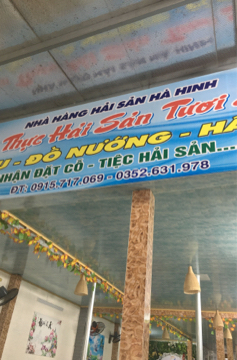 NHÀ HÀNG HẢI SẢN HÀ HINH
Thực Hải Sản Tươi
- ĐỒ NƯỚNG -
NHẬN ĐẶT CỖ - TIỆC HẢI SẢN...
ĐT: 0915.717.069 - 0352.631.978